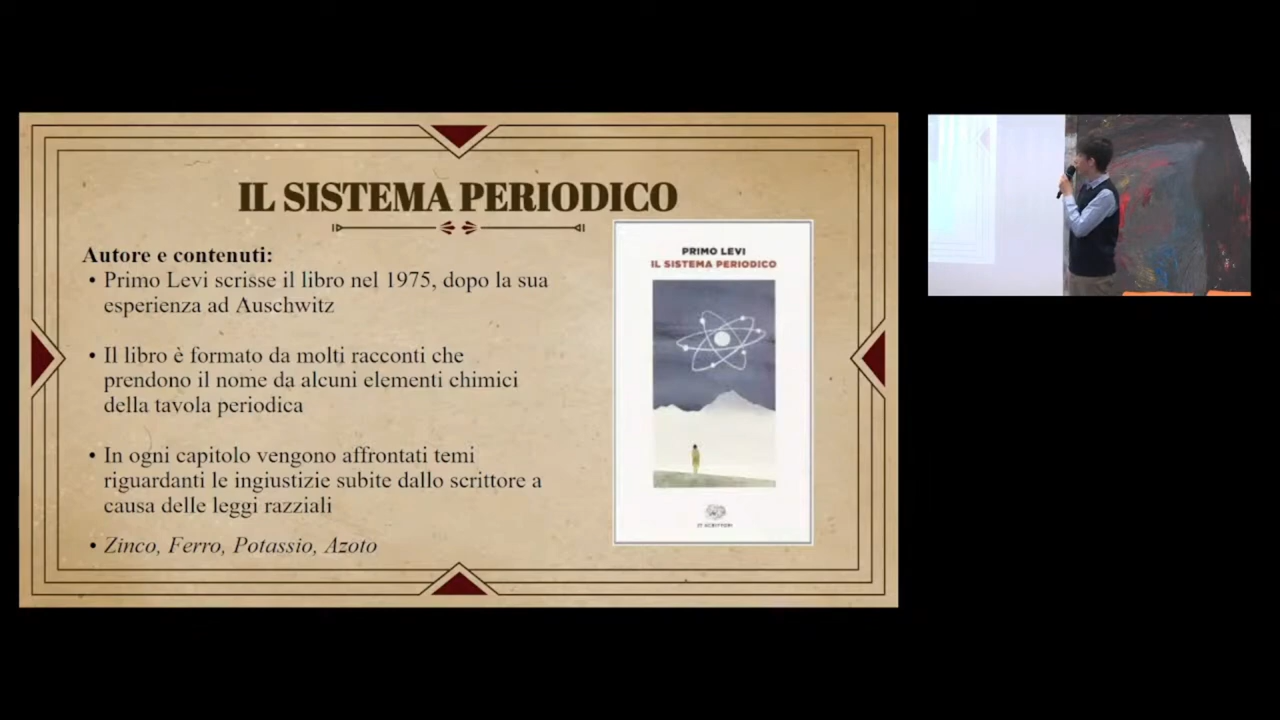 IL SISTEMA PERIODICO
Autore e contenuti:
• Primo Levi scrisse il libro nel 1975, dopo la sua
esperienza ad Auschwitz
• Il libro è formato da molti racconti che
prendono il nome da alcuni elementi chimici
della tavola periodica
• In ogni capitolo vengono affrontati temi
riguardanti le ingiustizie subite dallo scrittore a
causa delle leggi razziali
• Zinco, Ferro, Potassio, Azoto
PRIMO LEVI
IL SISTEMA PERIODICO